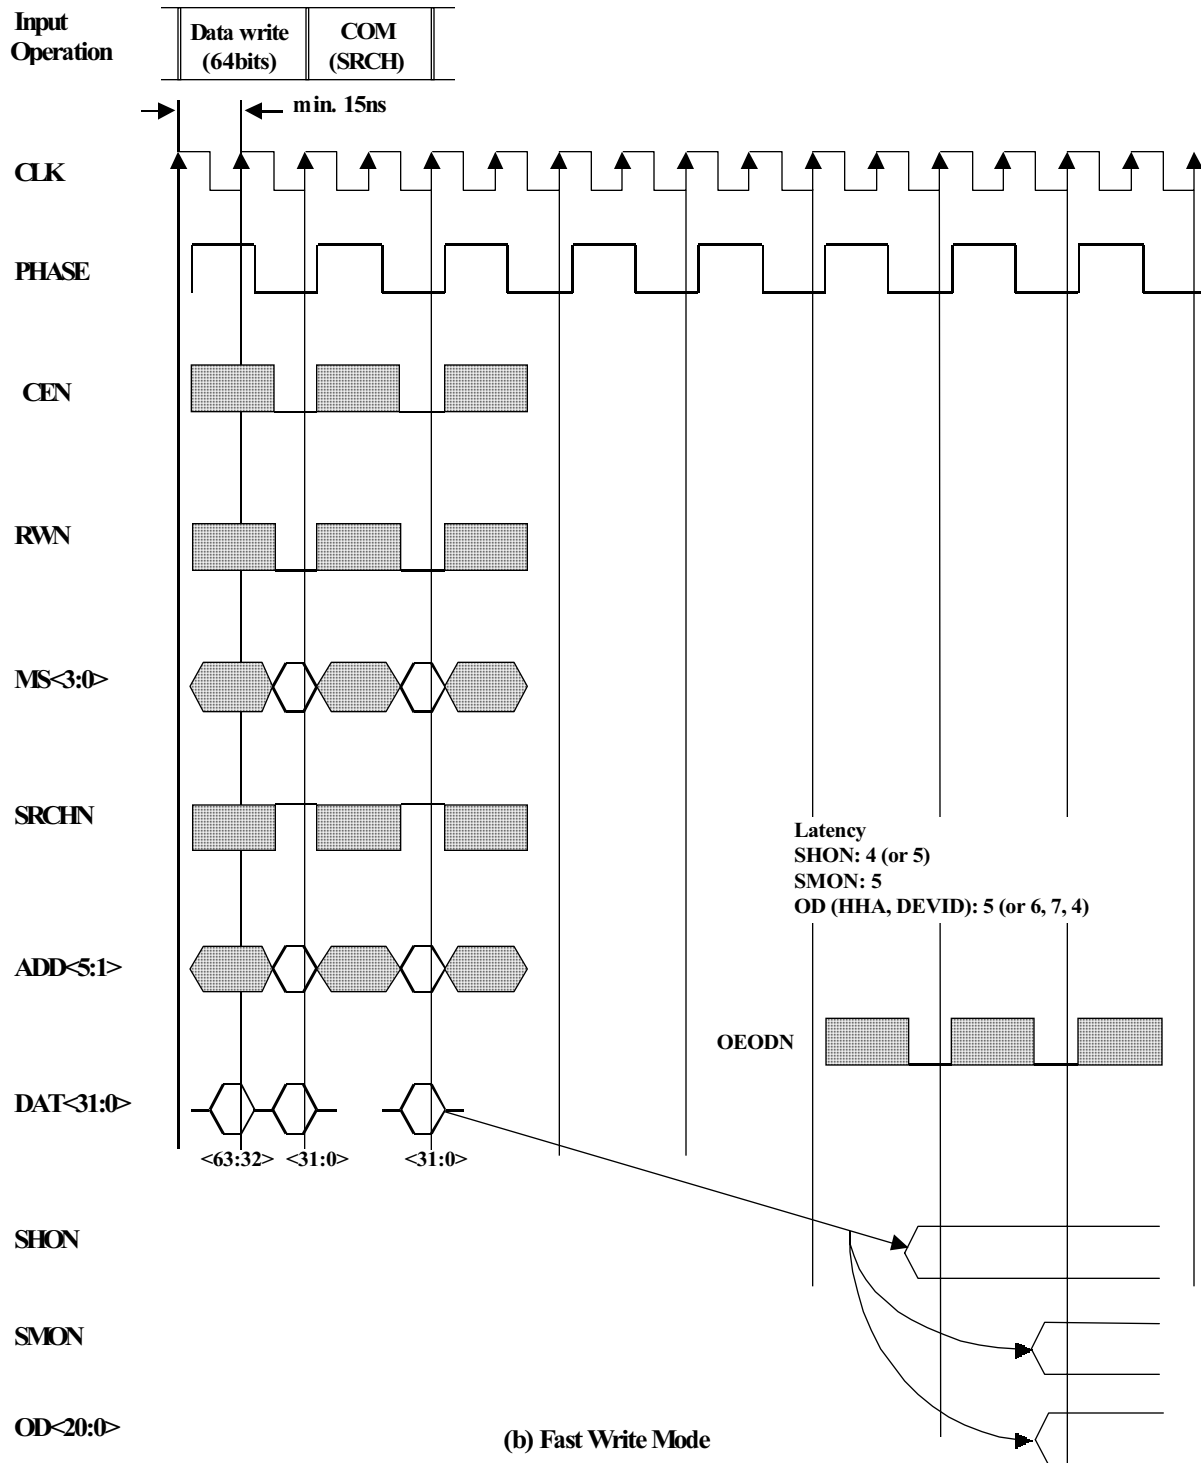 Input
Operation
Data write
(64bits)
COM
(SRCH)
min. 15ns
CLK
PHASE
CEN
RWN
MS<3:0>
SRCHN
Latency
SHON: 4 (or 5)
SMON: 5
OD (HHA, DEVID): 5 (or 6, 7, 4)
ADD<5:1>
OEODN
DAT<31:0>
<63:32> <31:0> <31:0>
SHON
SMON
OD<20:0>
(b) Fast Write Mode